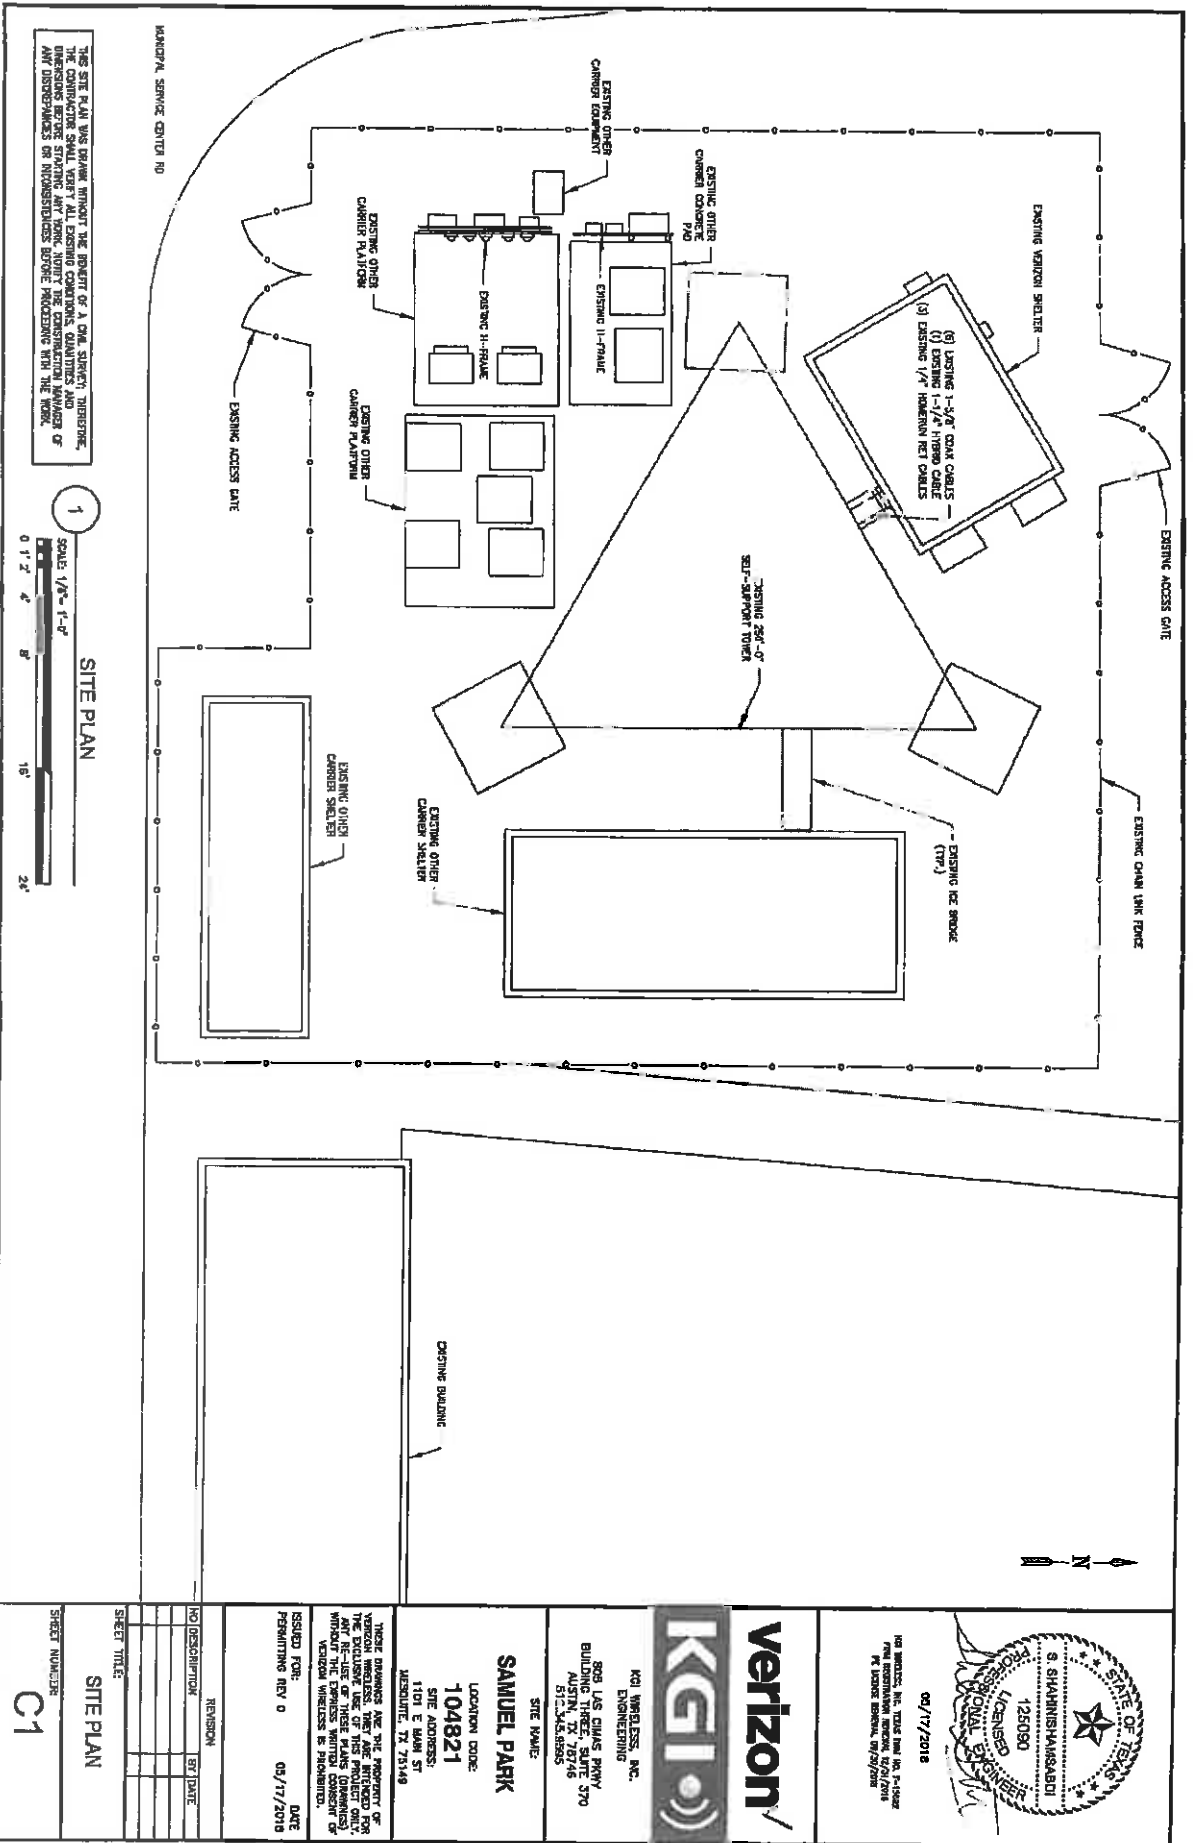 EXISTING ACCESS GATE
EXISTING CHAIN LINK FENCE
EXISTING VERIZON SHELTER
(6) EXISTING 1-5/8" COAX CABLES
(1) EXISTING 1-1/4" HYBRID CABLE
(3) EXISTING 1/4" HOMERUN RET CABLES
EXISTING ICE BRIDGE
(TYP.)
EXISTING 250'-0"
SELF-SUPPORT TOWER
EXISTING OTHER
CARRIER CONCRETE
PAD
EXISTING OTHER
CARRIER EQUIPMENT
EXISTING H-FRAME
EXISTING H-FRAME
EXISTING OTHER
CARRIER PLATFORM
EXISTING OTHER
CARRIER PLATFORM
EXISTING OTHER
CARRIER SHELTER
EXISTING OTHER
CARRIER SHELTER
EXISTING BUILDING
EXISTING ACCESS GATE
MUNICIPAL SERVICE CENTER RD
N
THIS SITE PLAN WAS DRAWN WITHOUT THE BENEFIT OF A CIVIL SURVEY; THEREFORE,
THE CONTRACTOR SHALL VERIFY ALL EXISTING CONDITIONS, QUANTITIES AND
DIMENSIONS BEFORE STARTING ANY WORK. NOTIFY THE CONSTRUCTION MANAGER OF
ANY DISCREPANCIES OR INCONSISTENCIES BEFORE PROCEEDING WITH THE WORK.
1
SITE PLAN
SCALE: 1/8"= 1'-0"
0 1' 2' 4' 8' 16' 24'
STATE OF TEXAS
S. SHAHNISHAMSABDI
125090
LICENSED
PROFESSIONAL ENGINEER
05/17/2018
verizon
KGI
KGI WIRELESS, INC.
ENGINEERING
805 LAS CIMAS PKWY
BUILDING THREE, SUITE 370
AUSTIN, TX 78746
512.345.9595
SITE NAME:
SAMUEL PARK
LOCATION CODE:
104821
SITE ADDRESS:
1101 E MAIN ST
MESQUITE, TX 75149
THESE DRAWINGS ARE THE PROPERTY OF
VERIZON WIRELESS. THEY ARE INTENDED FOR
THE EXCLUSIVE USE OF THIS PROJECT ONLY.
ANY RE-USE OF THESE PLANS (DRAWINGS)
WITHOUT THE EXPRESS WRITTEN CONSENT OF
VERIZON WIRELESS IS PROHIBITED.
ISSUED FOR: DATE
PERMITTING REV 0 05/17/2018
REVISION
NO DESCRIPTION BY DATE
SHEET TITLE:
SITE PLAN
SHEET NUMBER:
C1